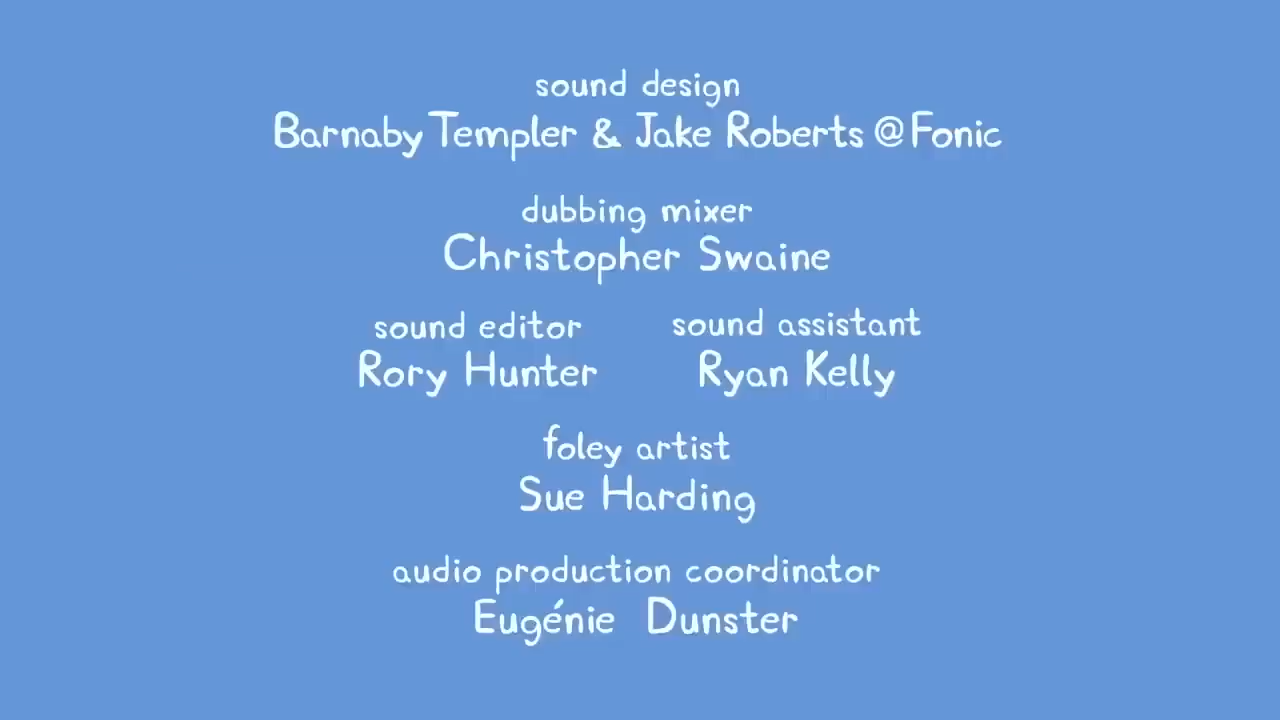 sound design
Barnaby Templer & Jake Roberts @ Fonic
dubbing mixer
Christopher Swaine
sound editor
Rory Hunter
sound assistant
Ryan Kelly
foley artist
Sue Harding
audio production coordinator
Eugénie Dunster